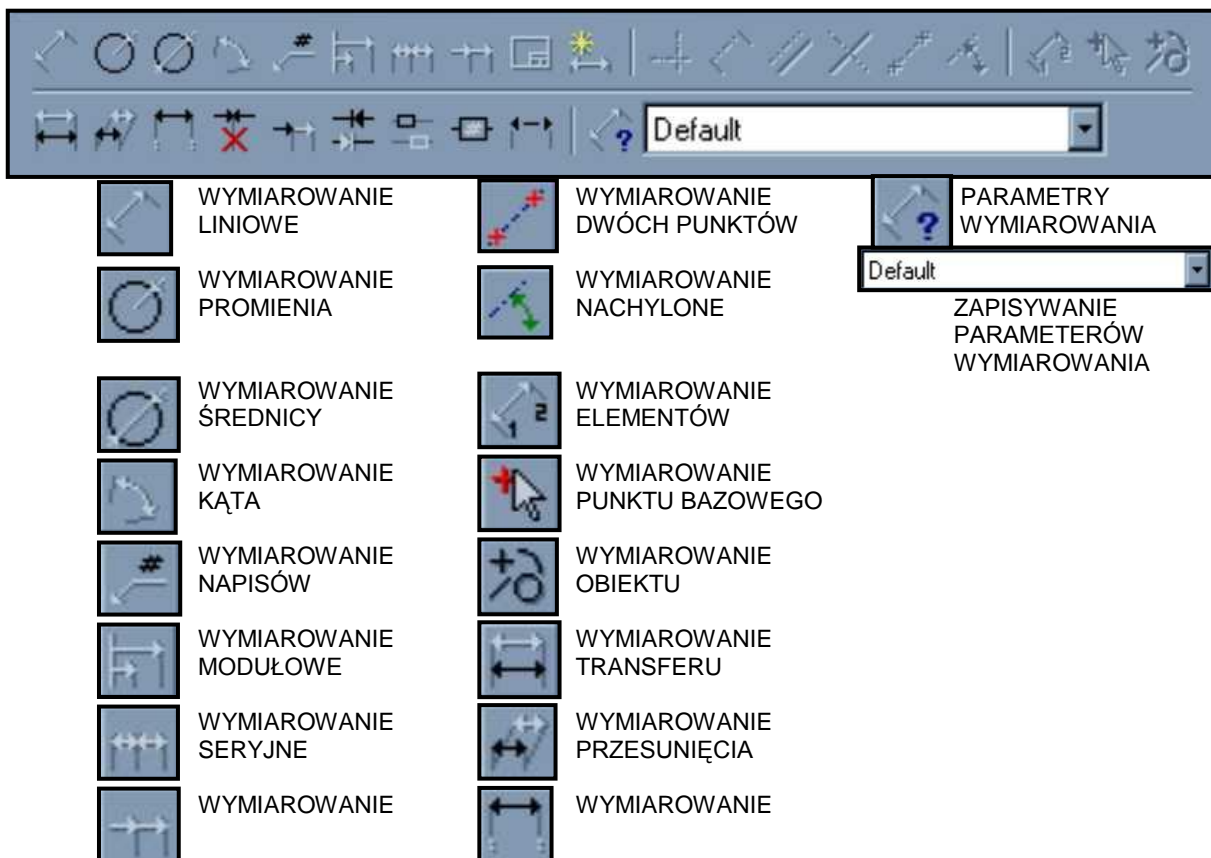 Default
WYMIAROWANIE
LINIOWE
WYMIAROWANIE
PROMIENIA
WYMIAROWANIE
ŚREDNICY
WYMIAROWANIE
KĄTA
WYMIAROWANIE
NAPISÓW
WYMIAROWANIE
MODUŁOWE
WYMIAROWANIE
SERYJNE
WYMIAROWANIE
WYMIAROWANIE
DWÓCH PUNKTÓW
WYMIAROWANIE
NACHYLONE
WYMIAROWANIE
ELEMENTÓW
WYMIAROWANIE
PUNKTU BAZOWEGO
WYMIAROWANIE
OBIEKTU
WYMIAROWANIE
TRANSFERU
WYMIAROWANIE
PRZESUNIĘCIA
WYMIAROWANIE
PARAMETRY
WYMIAROWANIA
Default
ZAPISYWANIE
PARAMETERÓW
WYMIAROWANIA